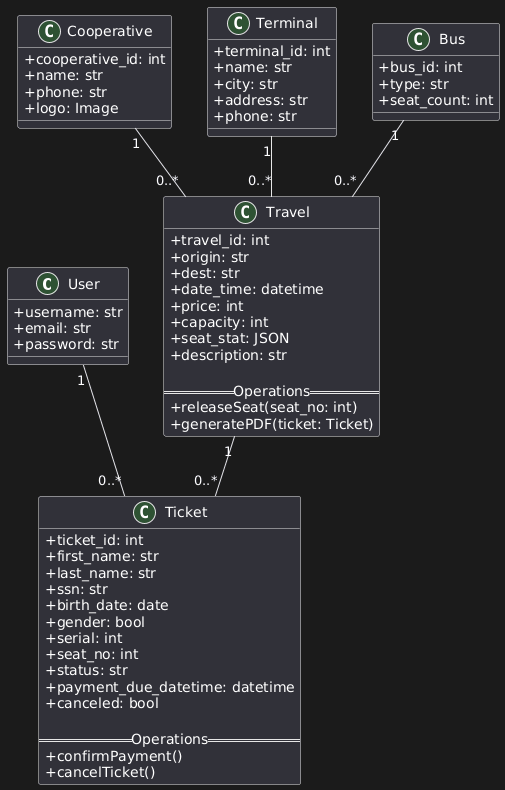 C Cooperative
+cooperative_id: int
+name: str
+phone: str
+logo: Image
C Terminal
+terminal_id: int
+name: str
+city: str
+address: str
+phone: str
C Bus
+bus_id: int
+type: str
+seat_count: int
1
1
1
0..*
0..*
0..*
C Travel
+travel_id: int
+origin: str
+dest: str
+date_time: datetime
+price: int
+capacity: int
+seat_stat: JSON
+description: str
Operations
+releaseSeat(seat_no: int)
+generatePDF(ticket: Ticket)
C User
+username: str
+email: str
+password: str
1
1
0..*
0..*
C Ticket
+ticket_id: int
+first_name: str
+last_name: str
+ssn: str
+birth_date: date
+gender: bool
+serial: int
+seat_no: int
+status: str
+payment_due_datetime: datetime
+canceled: bool
Operations
+confirmPayment()
+cancelTicket()